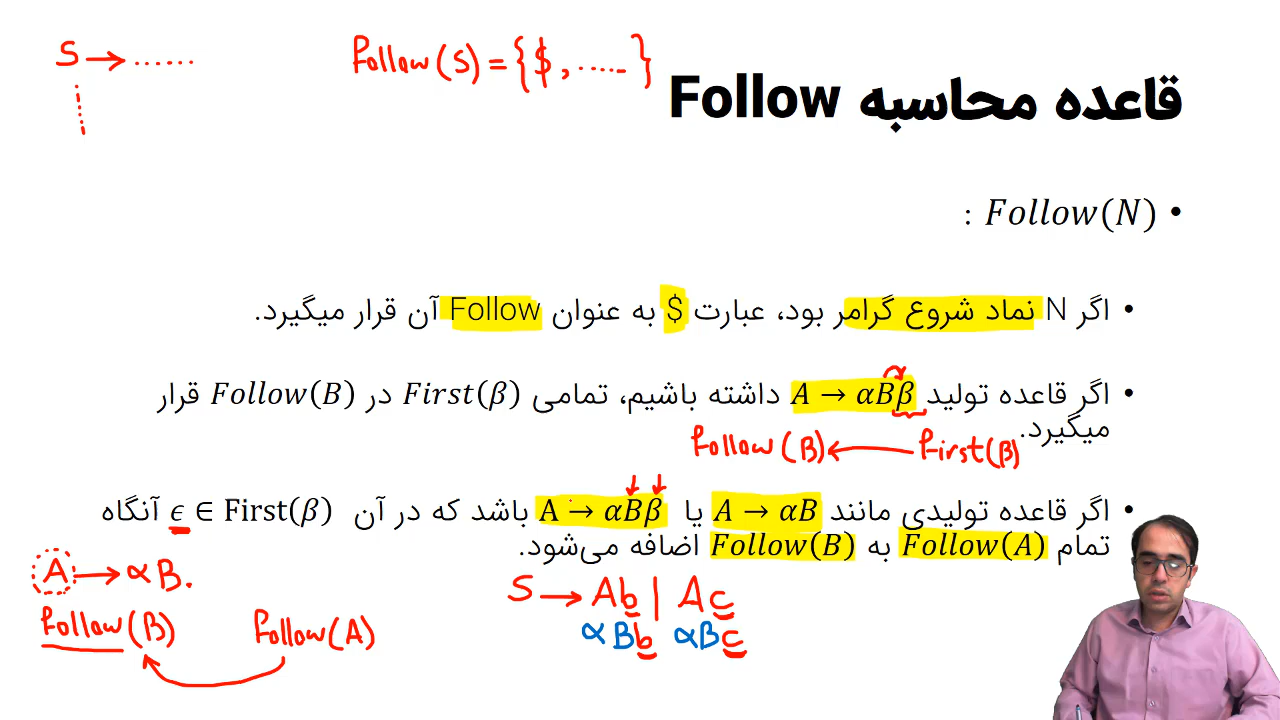 S → ......
Follow(S) = {$, .....}
قاعده محاسبه Follow
• Follow(N) :
• اگر N نماد شروع گرامر بود، عبارت $ به عنوان Follow آن قرار میگیرد.
• اگر قاعده تولید A → αBβ داشته باشیم، تمامی First(β) در Follow(B) قرار
میگیرد.
Follow(B) ← First(β)
• اگر قاعده تولیدی مانند A → αB یا A → αBβ باشد که در آن ϵ ∈ First(β) آنگاه
تمام Follow(A) به Follow(B) اضافه می‌شود.
A → αB.
Follow(B) Follow(A)
S → Ab | Ac
αBb αBc